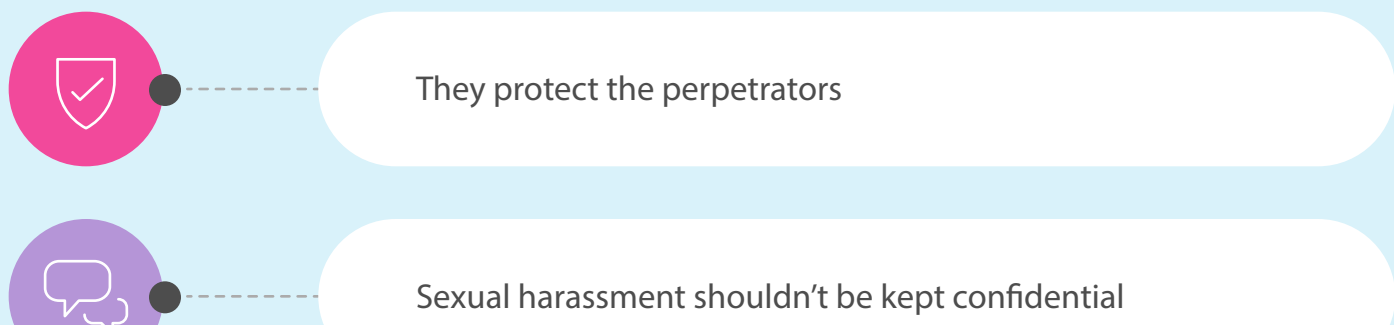 They protect the perpetrators
Sexual harassment shouldn’t be kept confidential